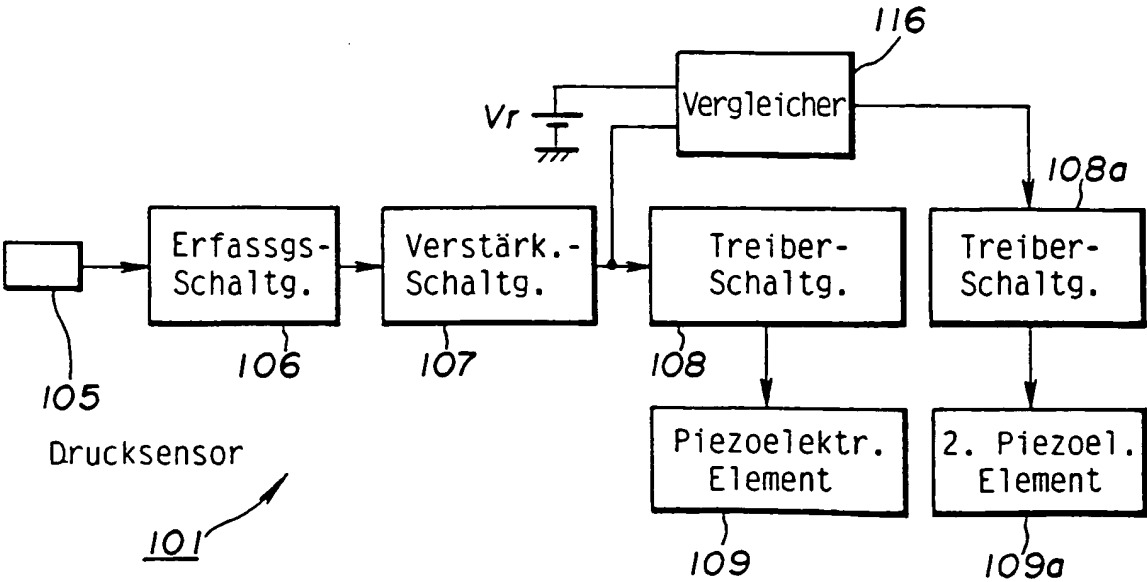 116
Vergleicher
Vr
108a
Erfassgs-
Schaltg.
Verstärk.-
Schaltg.
Treiber-
Schaltg.
Treiber-
Schaltg.
105
106
107
108
Drucksensor
Piezoelektr.
Element
2. Piezoel.
Element
101
109
109a